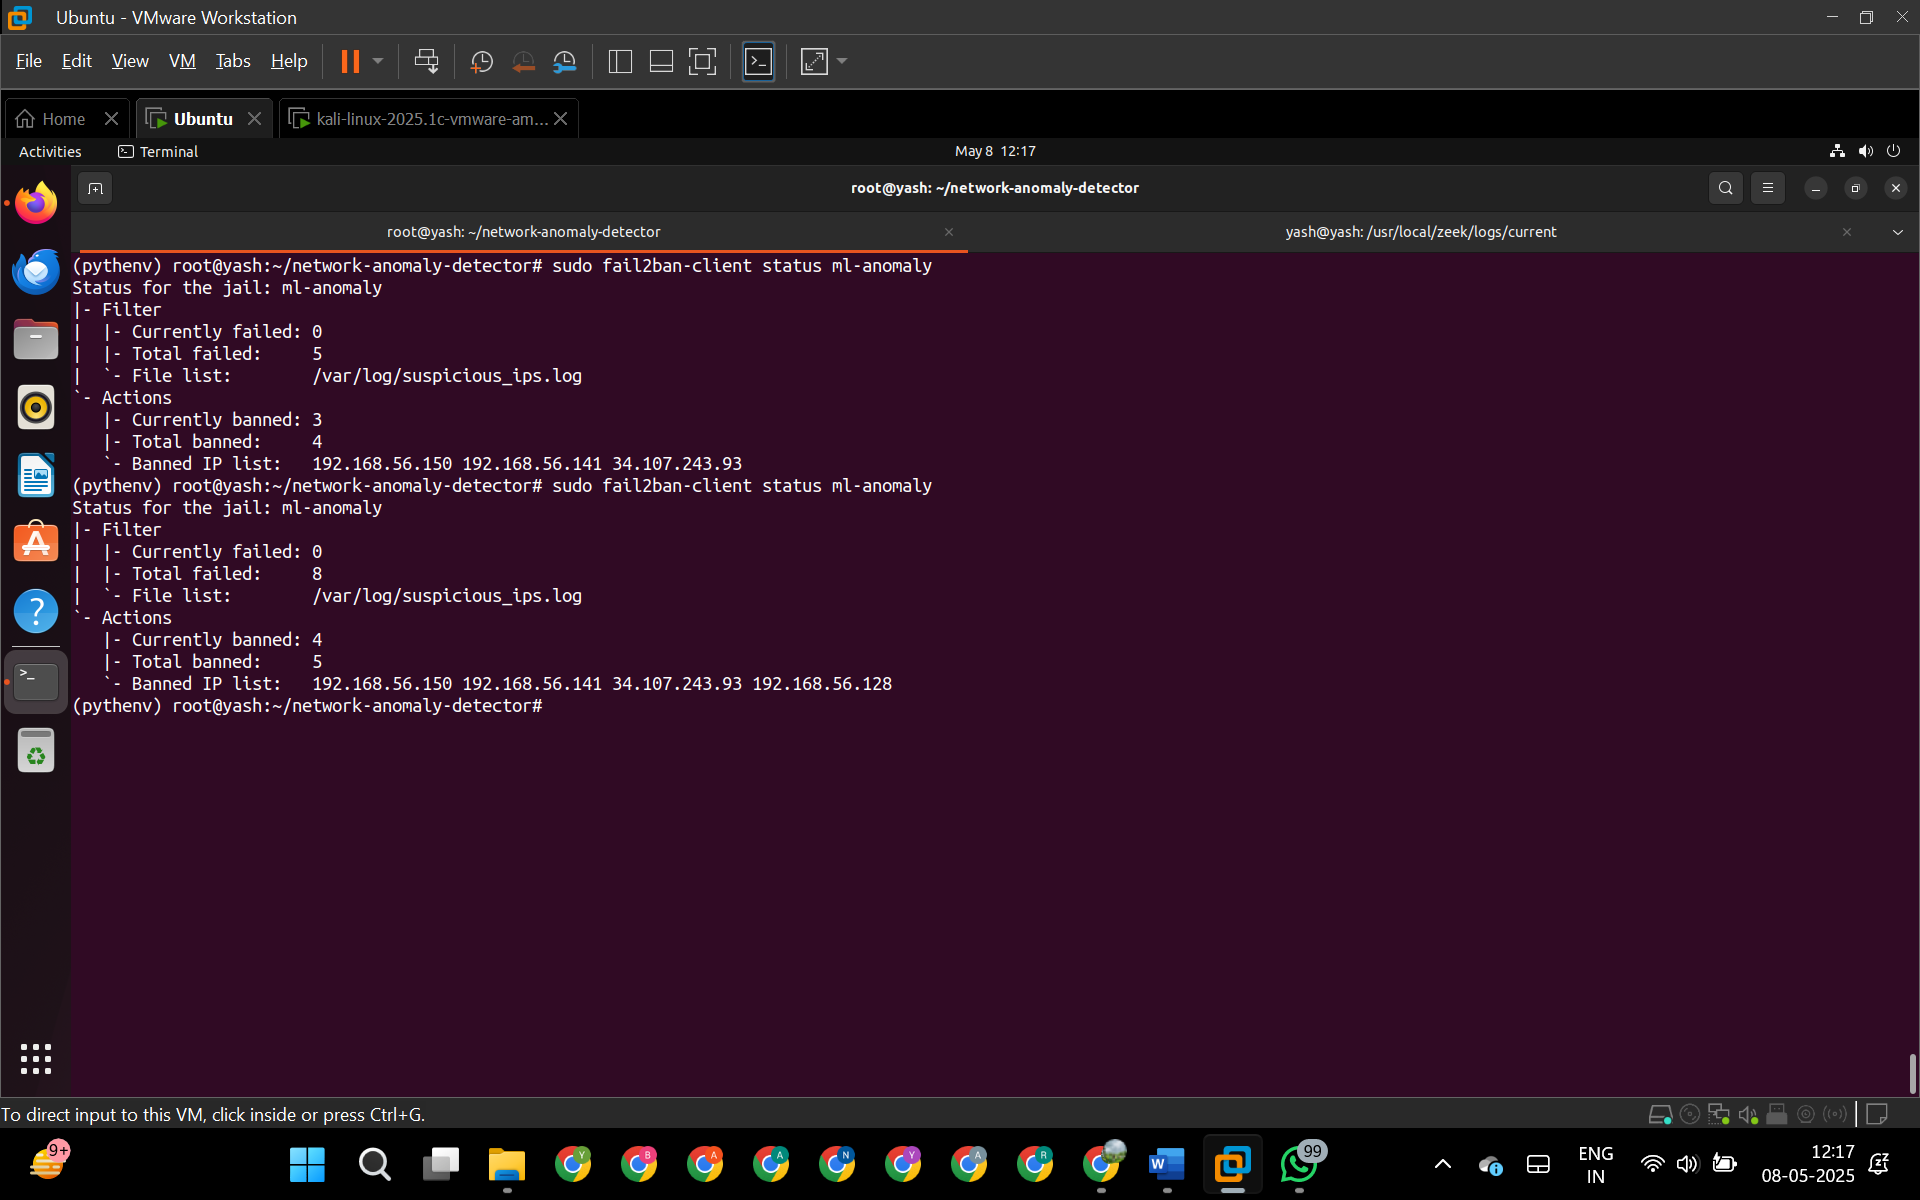 Ubuntu - VMware Workstation
File Edit View VM Tabs Help
Home Ubuntu kali-linux-2025.1c-vmware-am...
Activities Terminal May 8 12:17
root@yash: ~/network-anomaly-detector
root@yash: ~/network-anomaly-detector yash@yash: /usr/local/zeek/logs/current
(pythenv) root@yash:~/network-anomaly-detector# sudo fail2ban-client status ml-anomaly
Status for the jail: ml-anomaly
|- Filter
|  |- Currently failed: 0
|  |- Total failed:     5
|  `- File list:        /var/log/suspicious_ips.log
`- Actions
   |- Currently banned: 3
   |- Total banned:     4
   `- Banned IP list:   192.168.56.150 192.168.56.141 34.107.243.93
(pythenv) root@yash:~/network-anomaly-detector# sudo fail2ban-client status ml-anomaly
Status for the jail: ml-anomaly
|- Filter
|  |- Currently failed: 0
|  |- Total failed:     8
|  `- File list:        /var/log/suspicious_ips.log
`- Actions
   |- Currently banned: 4
   |- Total banned:     5
   `- Banned IP list:   192.168.56.150 192.168.56.141 34.107.243.93 192.168.56.128
(pythenv) root@yash:~/network-anomaly-detector#
To direct input to this VM, click inside or press Ctrl+G.
9+ Y B A A N Y A R W 99 ENG 12:17
IN 08-05-2025